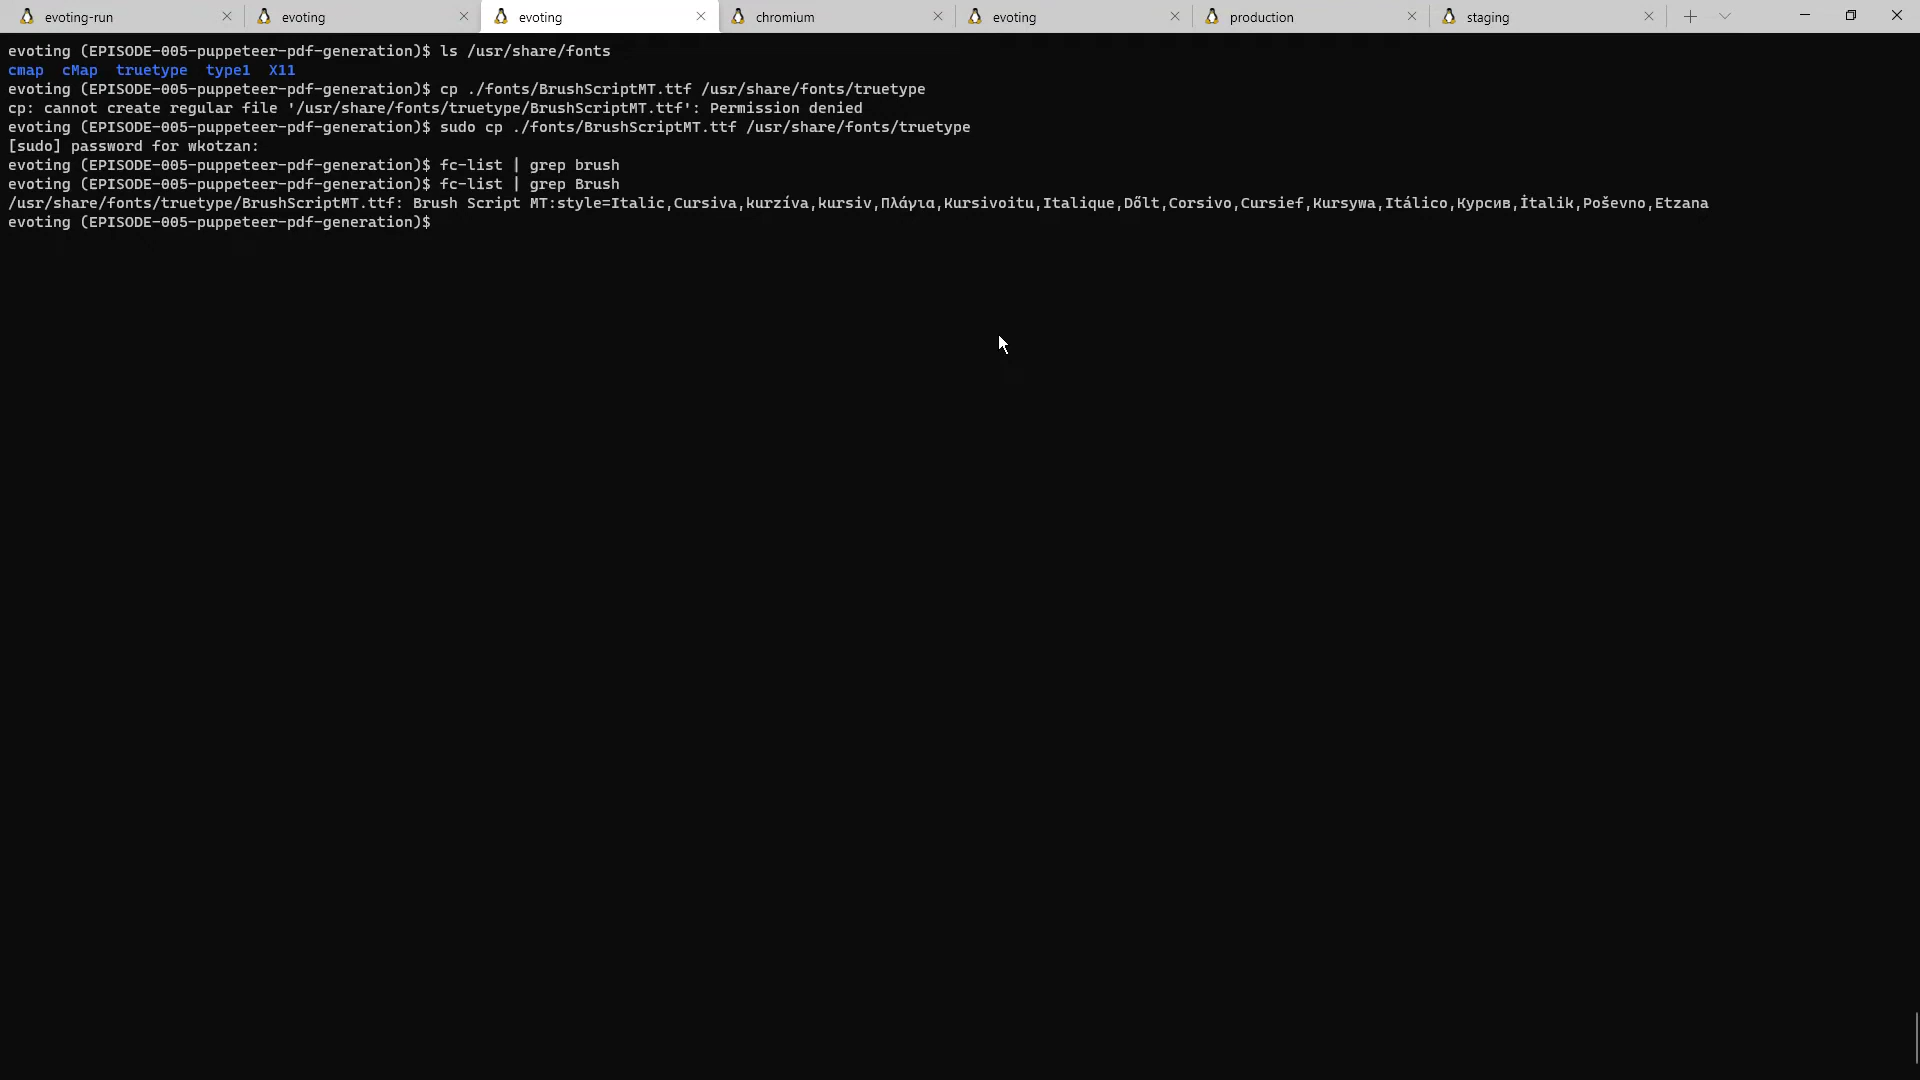 evoting-run evoting evoting chromium evoting production staging
evoting (EPISODE-005-puppeteer-pdf-generation)$ ls /usr/share/fonts
cmap  cMap  truetype  type1  X11
evoting (EPISODE-005-puppeteer-pdf-generation)$ cp ./fonts/BrushScriptMT.ttf /usr/share/fonts/truetype
cp: cannot create regular file '/usr/share/fonts/truetype/BrushScriptMT.ttf': Permission denied
evoting (EPISODE-005-puppeteer-pdf-generation)$ sudo cp ./fonts/BrushScriptMT.ttf /usr/share/fonts/truetype
[sudo] password for wkotzan:
evoting (EPISODE-005-puppeteer-pdf-generation)$ fc-list | grep brush
evoting (EPISODE-005-puppeteer-pdf-generation)$ fc-list | grep Brush
/usr/share/fonts/truetype/BrushScriptMT.ttf: Brush Script MT:style=Italic,Cursiva,kurzíva,kursiv,Πλάγια,Kursivoitu,Italique,Dőlt,Corsivo,Cursief,Kursywa,Itálico,Курсив,İtalik,Poševno,Etzana
evoting (EPISODE-005-puppeteer-pdf-generation)$